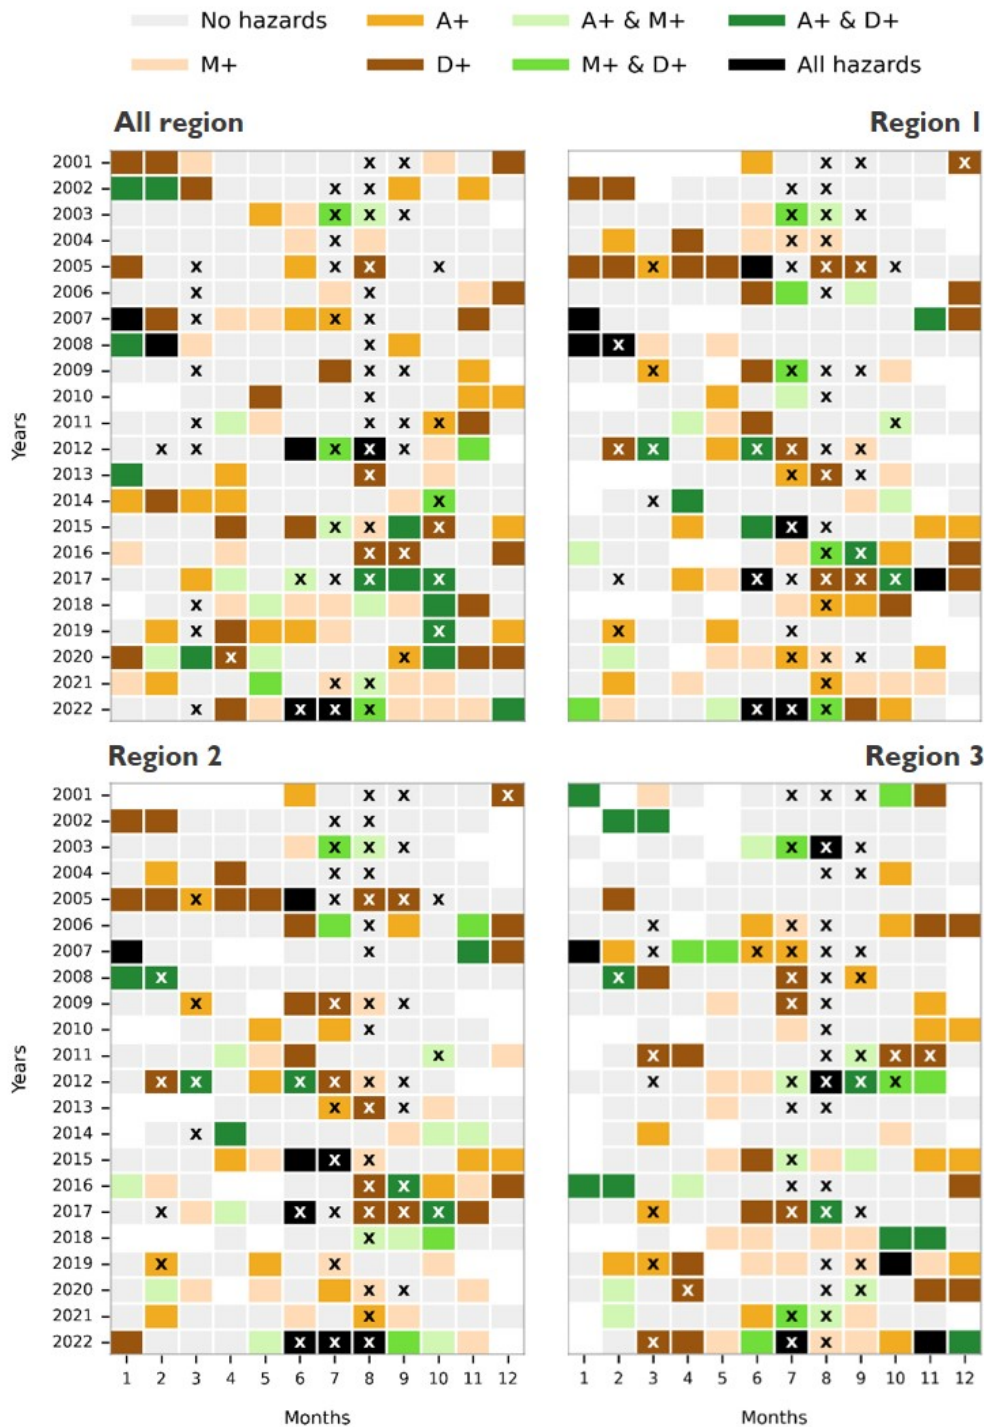 No hazards A+ A+ & M+ A+ & D+
M+ D+ M+ & D+ All hazards
All region Region 1
2001 x x x
2002 x x x x
2003 x x x x x x
2004 x x x
2005 x x x x x x x x x
2006 x x x
2007 x x x
2008 x x
2009 x x x x x x x
2010 x x
2011 x x x x x
2012 x x x x x x x x x x x
2013 x x x x
2014 x x
2015 x x x x x
2016 x x x x
2017 x x x x x x x x x x
2018 x x
2019 x x x x
2020 x x x x x
2021 x x x
2022 x x x x x x x
Years
Region 2 Region 3
2001 x x x x x x
2002 x x
2003 x x x x x x
2004 x x x x
2005 x x x x x x
2006 x x x x
2007 x x x x x x
2008 x x x x x
2009 x x x x x x
2010 x x
2011 x x x x x x
2012 x x x x x x x x x x x x
2013 x x x x x
2014 x
2015 x x x
2016 x x x x
2017 x x x x x x x x x x
2018 x
2019 x x x x x
2020 x x x x x
2021 x x x
2022 x x x x x x
Years
1 2 3 4 5 6 7 8 9 10 11 12 1 2 3 4 5 6 7 8 9 10 11 12
Months Months